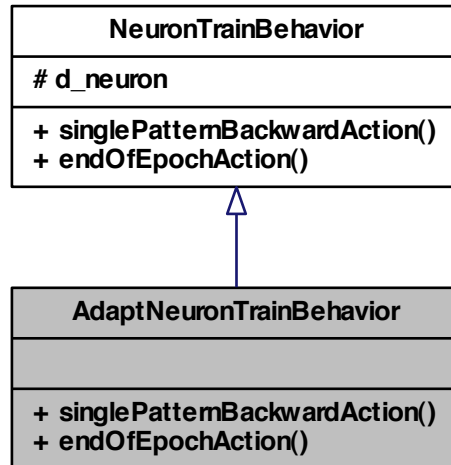 NeuronTrainBehavior
# d_neuron
+ singlePatternBackwardAction()
+ endOfEpochAction()
AdaptNeuronTrainBehavior
+ singlePatternBackwardAction()
+ endOfEpochAction()